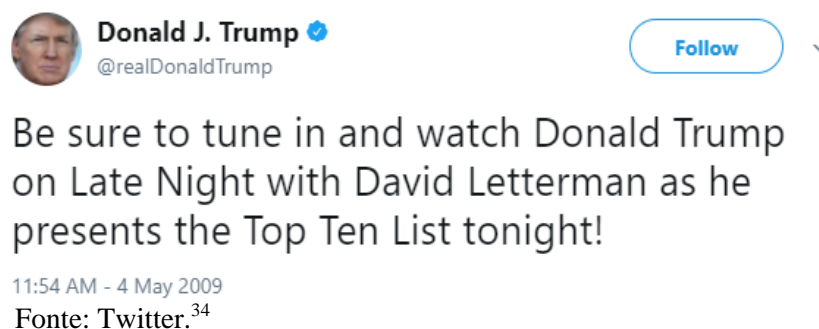 Donald J. Trump
@realDonaldTrump
Follow
Be sure to tune in and watch Donald Trump
on Late Night with David Letterman as he
presents the Top Ten List tonight!
11:54 AM - 4 May 2009
Fonte: Twitter.34